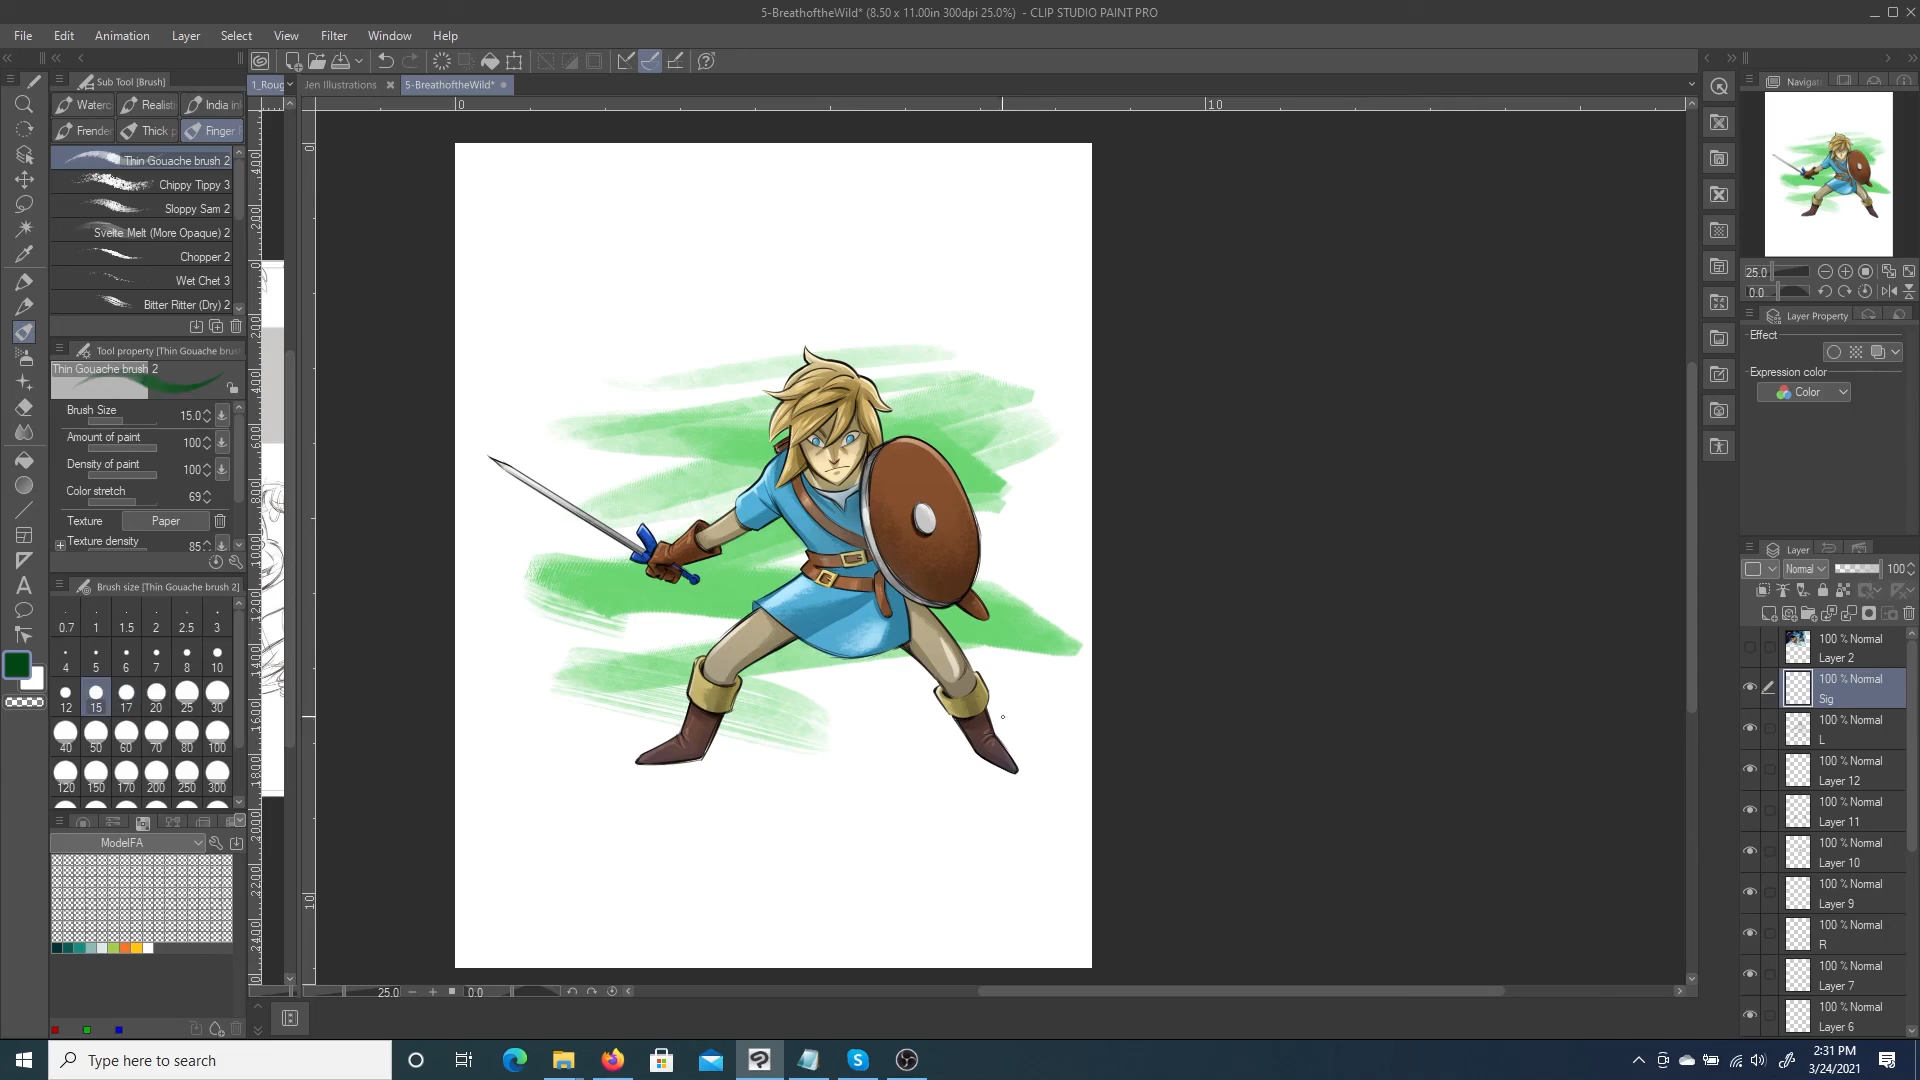 5-BreathoftheWild* (8.50 x 11.00in 300dpi 25.0%) - CLIP STUDIO PAINT PRO
File Edit Animation Layer Select View Filter Window Help
Sub Tool [Brush]
1_Roug Jen Illustrations 5-BreathoftheWild*
Waterc Realisti India in
Frende Thick p Finger
Thin Gouache brush 2
Chippy Tippy 3
Sloppy Sam 2
Svelte Melt (More Opaque) 2
Chopper 2
Wet Chet 3
Bitter Ritter (Dry) 2
Tool property [Thin Gouache brus
Thin Gouache brush 2
Brush Size 15.0
Amount of paint 100
Density of paint 100
Color stretch 69
Texture Paper
Texture density 85
Brush size [Thin Gouache brush 2]
0.7 1 1.5 2 2.5 3
4 5 6 7 8 10
12 15 17 20 25 30
40 50 60 70 80 100
120 150 170 200 250 300
ModelFA
0 10
0
10
25.0 0.0
Navigat
25.0
0.0
Layer Property
Effect
Expression color
Color
Layer
Normal 100
100 % Normal
Layer 2
100 % Normal
Sig
100 % Normal
L
100 % Normal
Layer 12
100 % Normal
Layer 11
100 % Normal
Layer 10
100 % Normal
Layer 9
100 % Normal
R
100 % Normal
Layer 7
100 % Normal
Layer 6
Type here to search
2:31 PM
3/24/2021